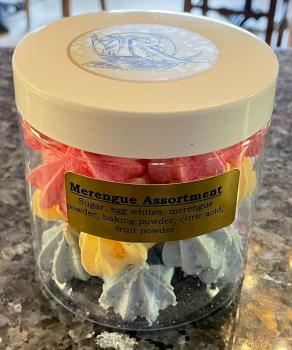 Merengue Assortment
Sugar, egg whites, merengue
powder, baking powder, citric acid,
fruit powder